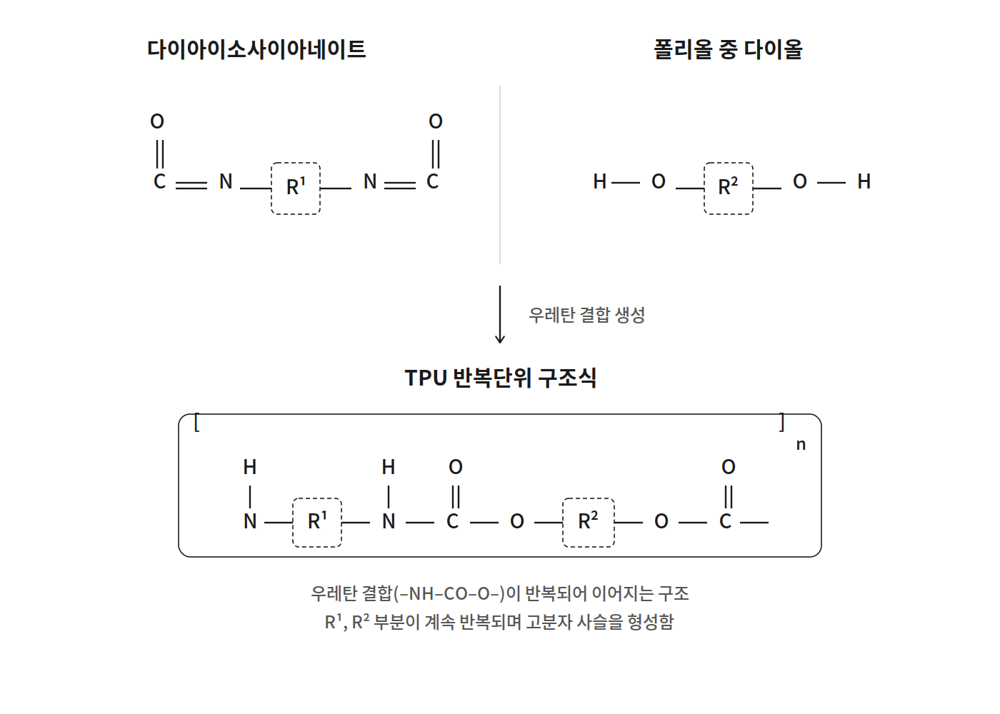 다이아이소사이아네이트
폴리올 중 다이올
O O
C N R¹ N C
H O R² O H
우레탄 결합 생성
TPU 반복단위 구조식
[ ]
n
H H O O
N R¹ N C O R² O C
우레탄 결합(–NH–CO–O–)이 반복되어 이어지는 구조
R¹, R² 부분이 계속 반복되며 고분자 사슬을 형성함